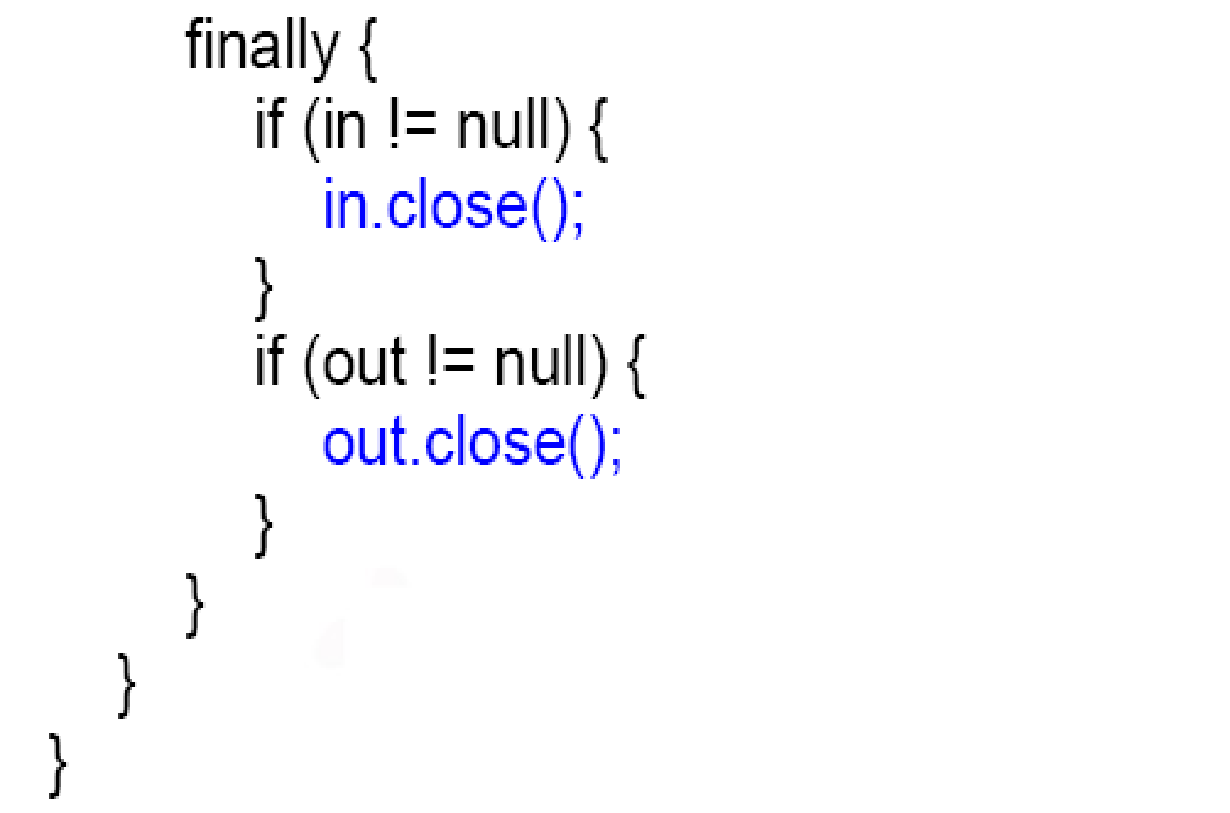 finally {
if (in != null) {
in.close();
}
if (out != null) {
out.close();
}
}
}
}